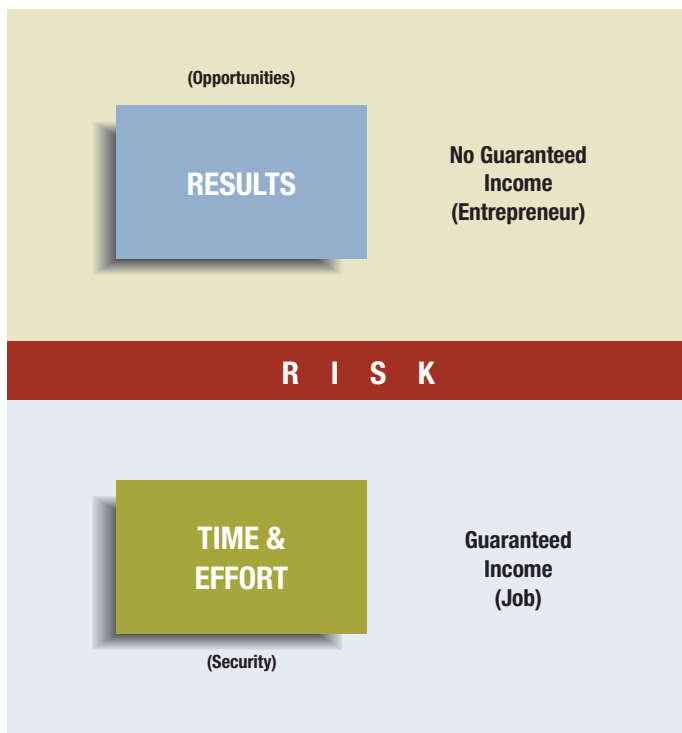 (Opportunities)
RESULTS
No Guaranteed
Income
(Entrepreneur)
R I S K
TIME &
EFFORT
Guaranteed
Income
(Job)
(Security)